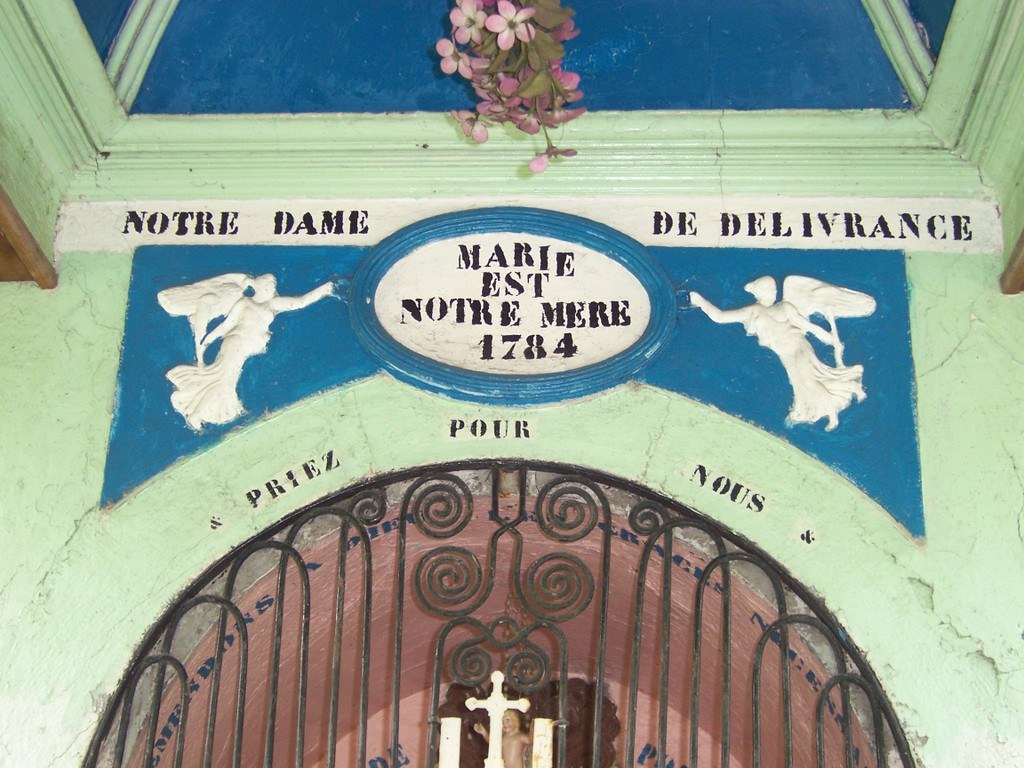 NOTRE DAME DE DELIVRANCE
MARIE
EST
NOTRE MERE
1784
PRIEZ POUR NOUS